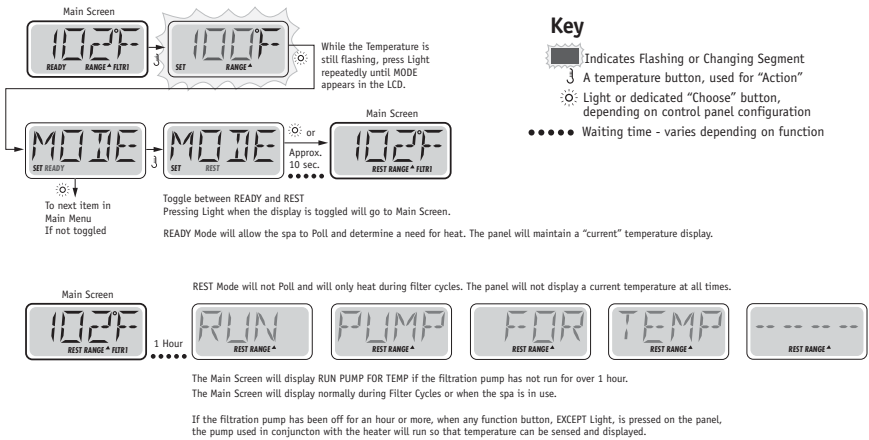 Main Screen
102°F
READY RANGE FLTR1
100°F
SET RANGE
While the Temperature is
still flashing, press Light
repeatedly until MODE
appears in the LCD.
Key
Indicates Flashing or Changing Segment
A temperature button, used for “Action”
Light or dedicated “Choose” button,
depending on control panel configuration
Waiting time - varies depending on function
MODE
SET READY
MODE
SET REST
or
Approx.
10 sec.
Main Screen
102°F
REST RANGE FLTR1
To next item in
Main Menu
If not toggled
Toggle between READY and REST
Pressing Light when the display is toggled will go to Main Screen.
READY Mode will allow the spa to Poll and determine a need for heat. The panel will maintain a “current” temperature display.
REST Mode will not Poll and will only heat during filter cycles. The panel will not display a current temperature at all times.
Main Screen
102°F
REST RANGE FLTR1
1 Hour
RUN
REST RANGE
PUMP
REST RANGE
FOR
REST RANGE
TEMP
REST RANGE
-- -- -- --
REST RANGE
The Main Screen will display RUN PUMP FOR TEMP if the filtration pump has not run for over 1 hour.
The Main Screen will display normally during Filter Cycles or when the spa is in use.
If the filtration pump has been off for an hour or more, when any function button, EXCEPT Light, is pressed on the panel,
the pump used in conjuncton with the heater will run so that temperature can be sensed and displayed.